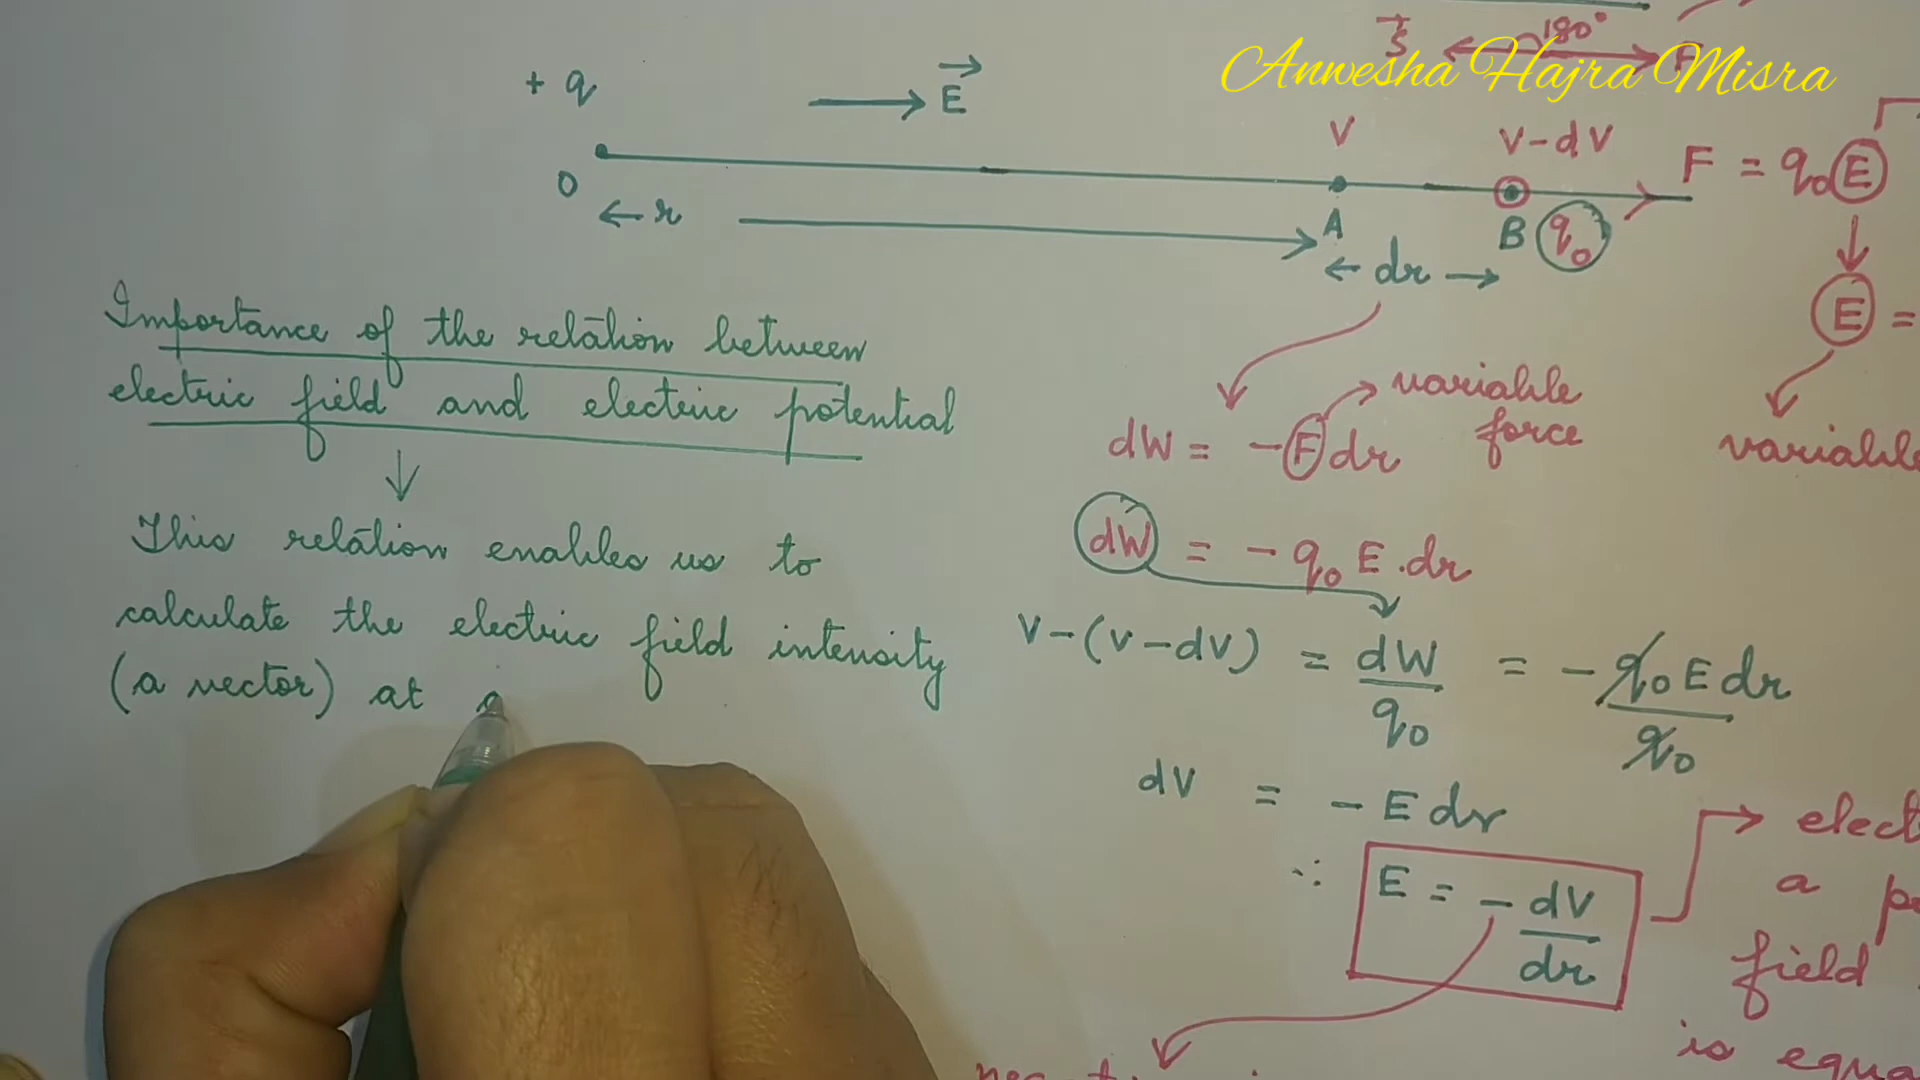 Anwesha Hajra Misra
S 180° F
+ q
E
V
V-dV
F = q₀E
O
← r
A
B q₀
← dr →
E =
Importance of the relation between
electric field and electric potential
variable
force
variable
dW = -Fdr
This relation enables us to
calculate the electric field intensity
(a vector) at
dW = - q₀ E . dr
V-(V-dV) = dW/q₀ = - q₀ E dr/q₀
dV = - E dr
∴ E = - dV/dr
a
field
is